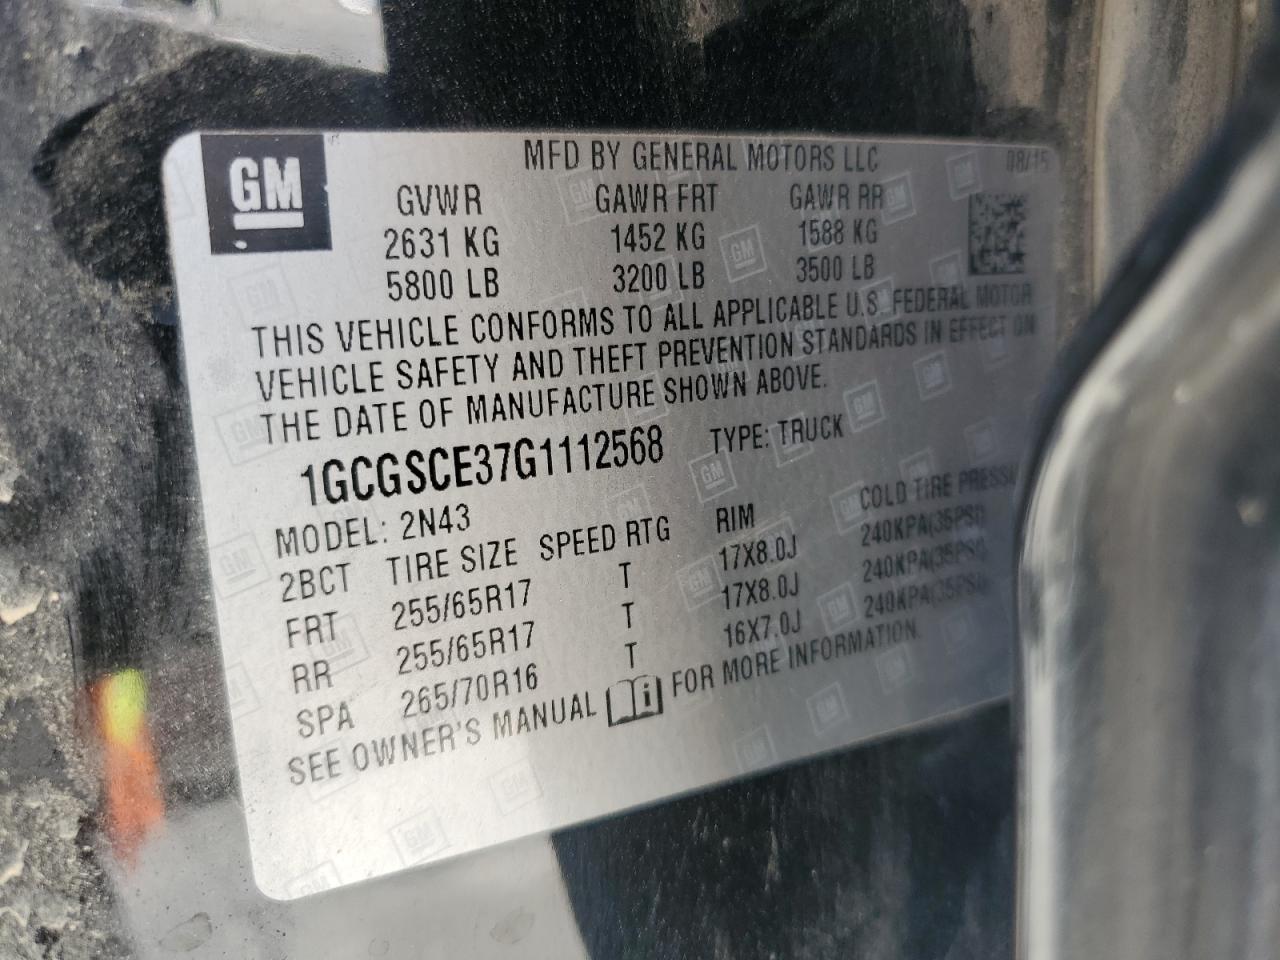 GM
MFD BY GENERAL MOTORS LLC 08/15
GVWR GAWR FRT GAWR RR
2631 KG 1452 KG 1588 KG
5800 LB 3200 LB 3500 LB
THIS VEHICLE CONFORMS TO ALL APPLICABLE U.S. FEDERAL MOTOR
VEHICLE SAFETY AND THEFT PREVENTION STANDARDS IN EFFECT ON
THE DATE OF MANUFACTURE SHOWN ABOVE.
1GCGSCE37G1112568 TYPE: TRUCK
MODEL: 2N43
2BCT TIRE SIZE SPEED RTG RIM COLD TIRE
FRT 255/65R17 T 17X8.0J 240KPA(35PSI)
RR 255/65R17 T 17X8.0J 240KPA(35PSI)
SPA 265/70R16 T 16X7.0J 240KPA(35PSI)
SEE OWNER'S MANUAL FOR MORE INFORMATION.